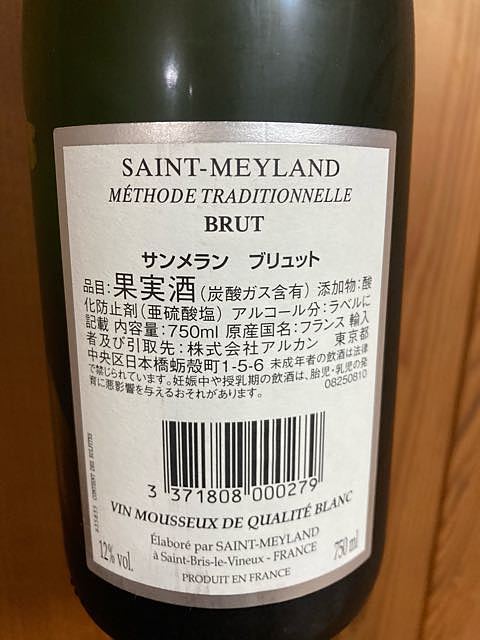 SAINT-MEYLAND
MÉTHODE TRADITIONNELLE
BRUT
サンメラン ブリュット
品目:果実酒(炭酸ガス含有) 添加物:酸
化防止剤(亜硫酸塩) アルコール分:ラベルに
記載 内容量:750ml 原産国名:フランス 輸入
者及び引取先:株式会社アルカン 東京都
中央区日本橋蛎殻町1-5-6 未成年者の飲酒は法律
で禁じられています。妊娠中や授乳期の飲酒は、胎児・乳児の発
育に悪影響を与えるおそれがあります。 08250810
3 371808 000279
VIN MOUSSEUX DE QUALITÉ BLANC
Élaboré par SAINT-MEYLAND
12% vol. à Saint-Bris-le-Vineux - FRANCE 750 ml
PRODUIT EN FRANCE
CONTIENT DES SULFITES